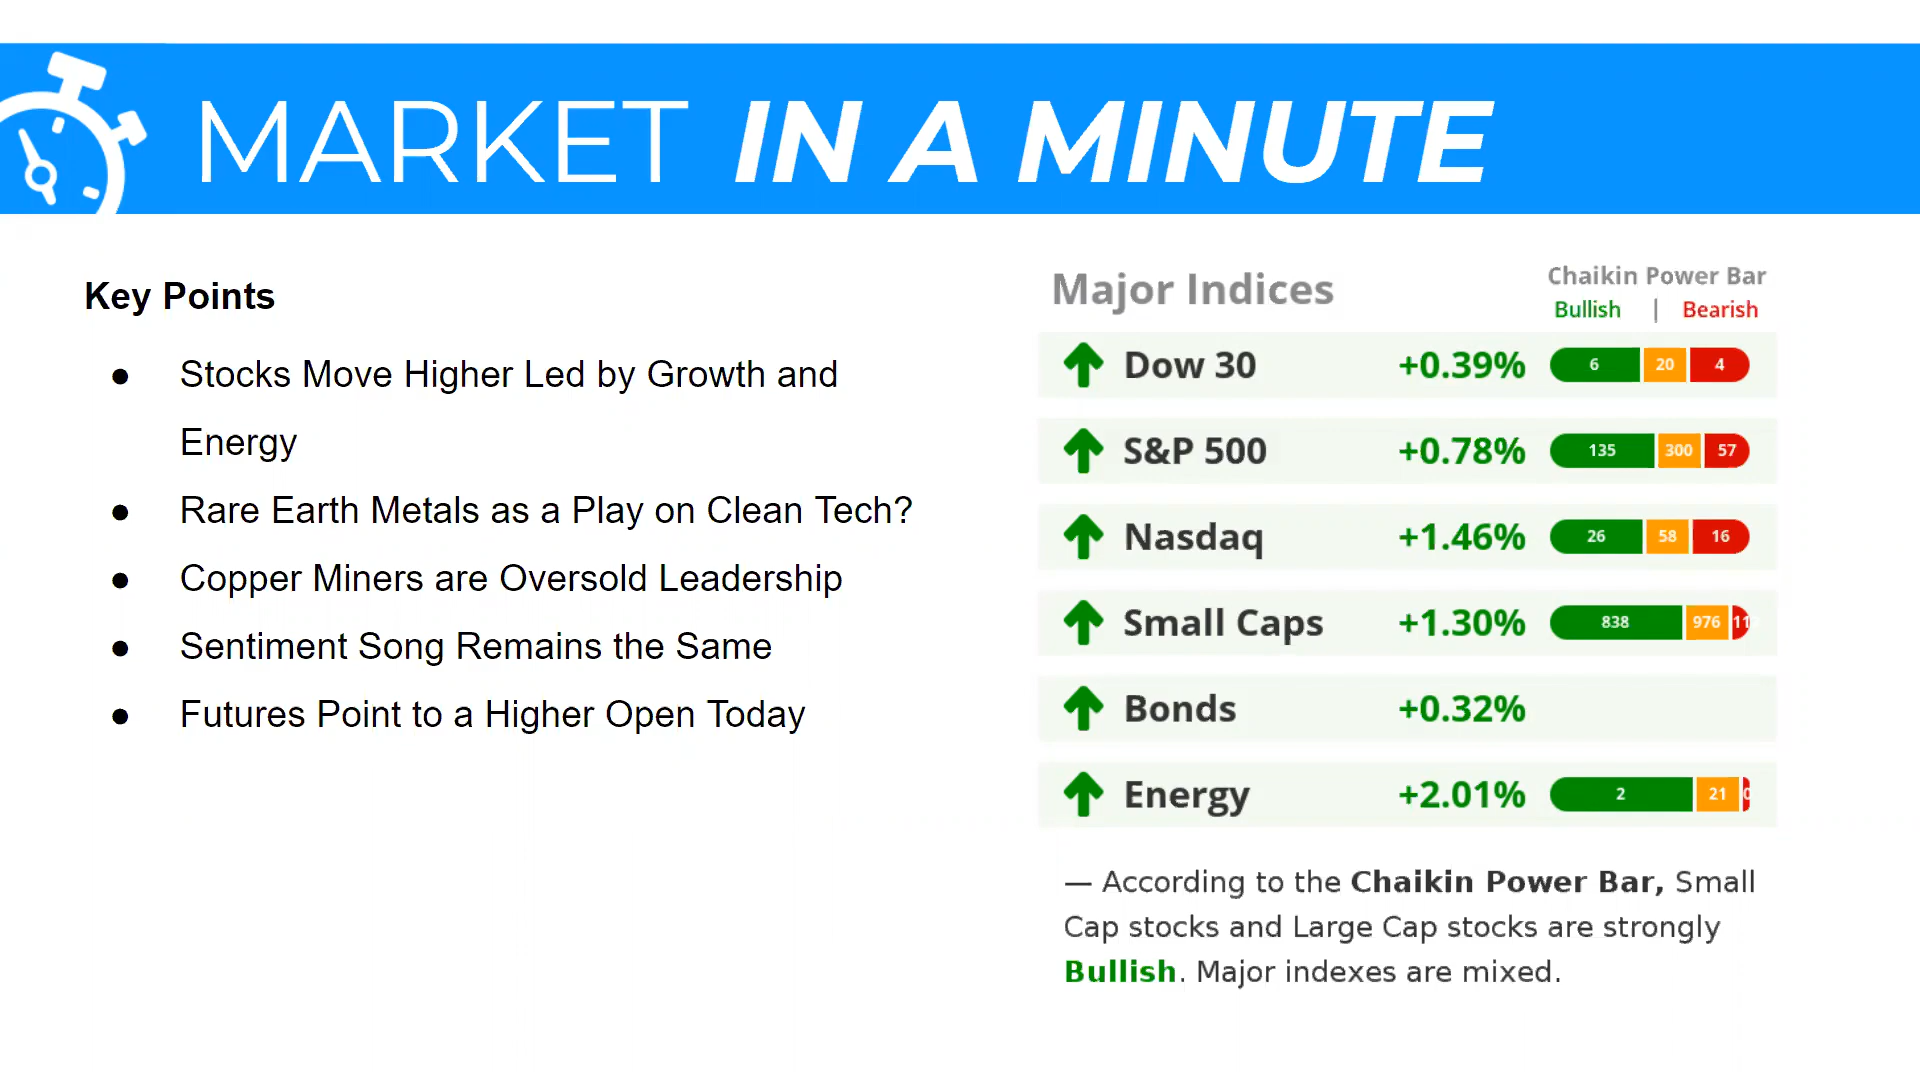 MARKET IN A MINUTE
Key Points
● Stocks Move Higher Led by Growth and
Energy
● Rare Earth Metals as a Play on Clean Tech?
● Copper Miners are Oversold Leadership
● Sentiment Song Remains the Same
● Futures Point to a Higher Open Today
Major Indices
Chaikin Power Bar
Bullish | Bearish
Dow 30 +0.39% 6 20 4
S&P 500 +0.78% 135 300 57
Nasdaq +1.46% 26 58 16
Small Caps +1.30% 838 976
Bonds +0.32%
Energy +2.01% 2 21
— According to the Chaikin Power Bar, Small
Cap stocks and Large Cap stocks are strongly
Bullish. Major indexes are mixed.